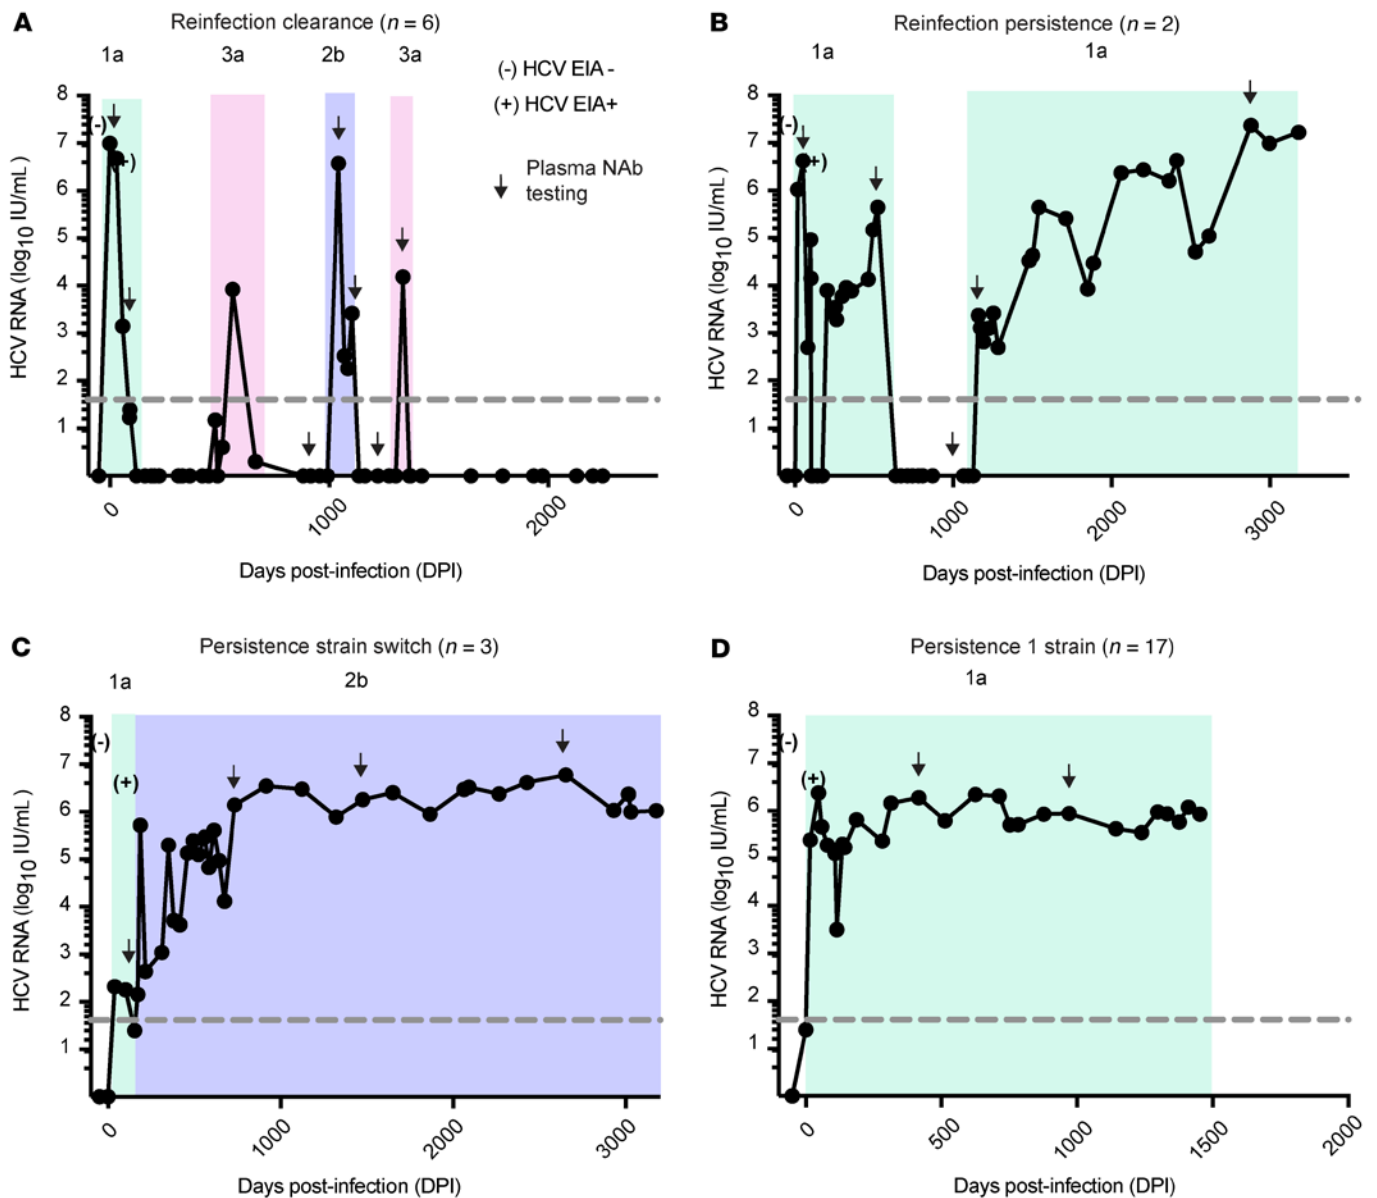 A
Reinfection clearance (n = 6)
1a
3a
2b
3a
(-) HCV EIA -
(+) HCV EIA+
Plasma NAb
testing
(-)
+)
HCV RNA (log10 IU/mL)
8
7
6
5
4
3
2
1
0
1000
2000
Days post-infection (DPI)
B
Reinfection persistence (n = 2)
1a
1a
(-)
+)
HCV RNA (log10 IU/mL)
8
7
6
5
4
3
2
1
0
1000
2000
3000
Days post-infection (DPI)
C
Persistence strain switch (n = 3)
1a
2b
(-)
(+)
HCV RNA (log10 IU/mL)
8
7
6
5
4
3
2
1
0
1000
2000
3000
Days post-infection (DPI)
D
Persistence 1 strain (n = 17)
1a
(-)
(+)
HCV RNA (log10 IU/mL)
8
7
6
5
4
3
2
1
0
500
1000
1500
2000
Days post-infection (DPI)